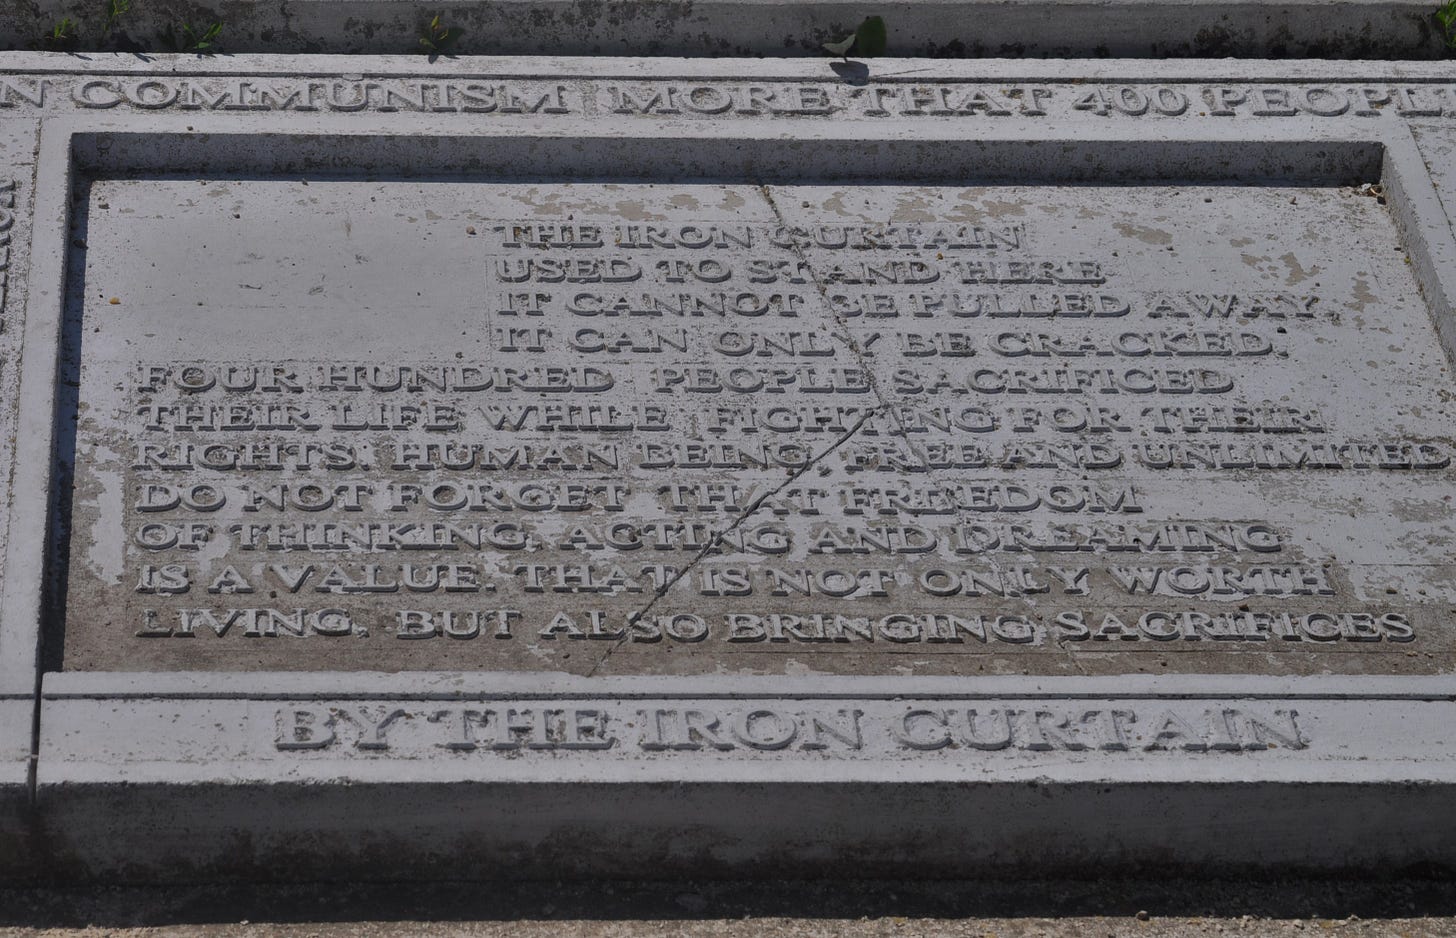 COMMUNISM MORE THAT 400 PEOPL
THE IRON CURTAIN
USED TO STAND HERE
IT CANNOT BE PULLED AWAY,
IT CAN ONLY BE CRACKED.
FOUR HUNDRED PEOPLE SACRIFICED
THEIR LIFE WHILE FIGHTING FOR THEIR
RIGHTS: HUMAN BEING, FREE AND UNLIMITED
DO NOT FORGET THAT FREEDOM
OF THINKING, ACTING AND DREAMING
IS A VALUE THAT IS NOT ONLY WORTH
LIVING, BUT ALSO BRINGING SACRIFICES
BY THE IRON CURTAIN